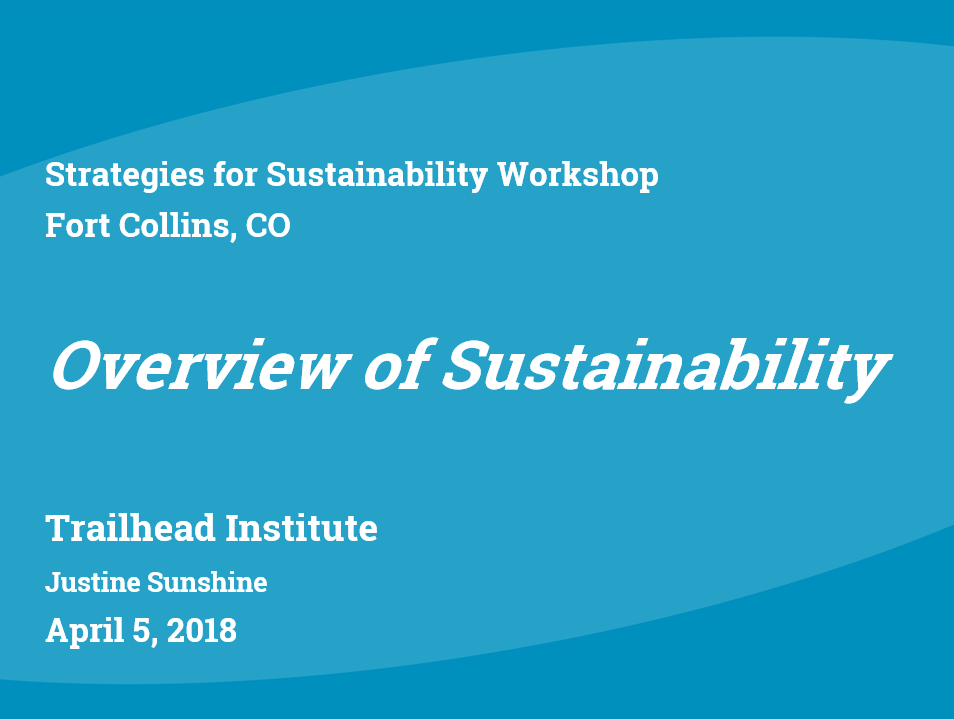 Strategies for Sustainability Workshop
Fort Collins, CO
Overview of Sustainability
Trailhead Institute
Justine Sunshine
April 5, 2018